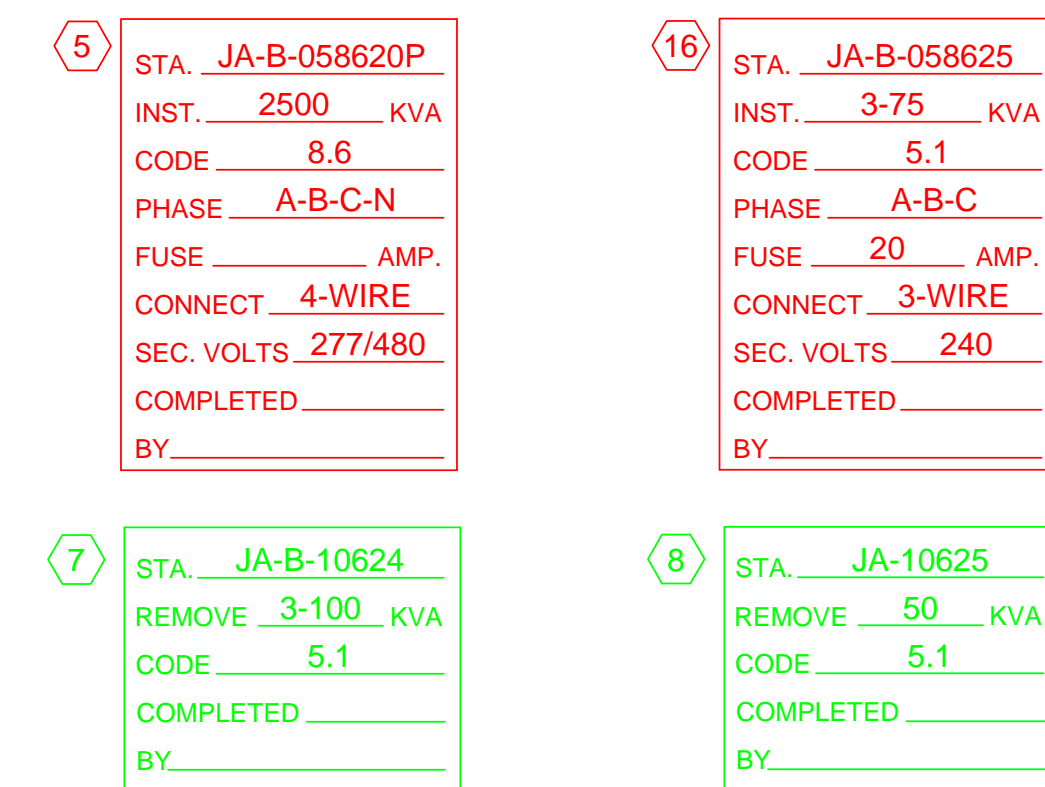 5
STA. JA-B-058620P
INST. 2500 KVA
CODE 8.6
PHASE A-B-C-N
FUSE AMP.
CONNECT 4-WIRE
SEC. VOLTS 277/480
COMPLETED
BY
16
STA. JA-B-058625
INST. 3-75 KVA
CODE 5.1
PHASE A-B-C
FUSE 20 AMP.
CONNECT 3-WIRE
SEC. VOLTS 240
COMPLETED
BY
7
STA. JA-B-10624
REMOVE 3-100 KVA
CODE 5.1
COMPLETED
BY
8
STA. JA-10625
REMOVE 50 KVA
CODE 5.1
COMPLETED
BY